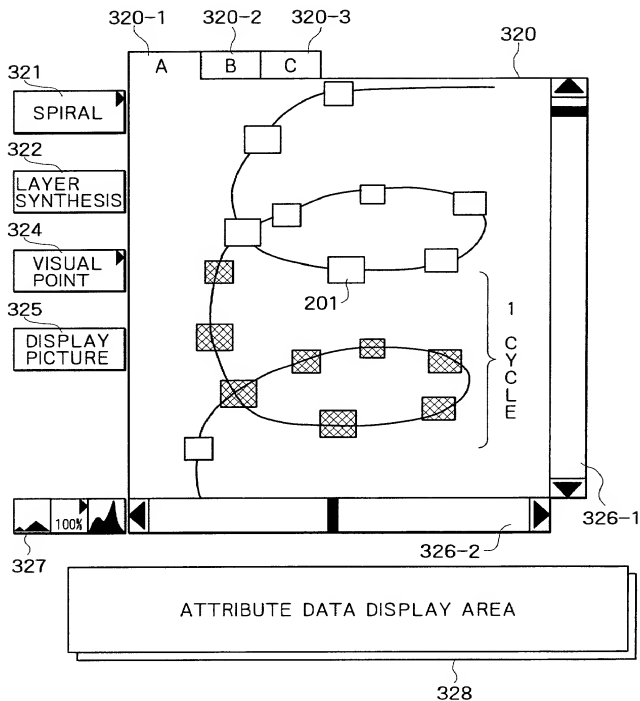 320-1
320-2
320-3
320
A
B
C
321
SPIRAL
322
LAYER
SYNTHESIS
324
VISUAL
POINT
325
DISPLAY
PICTURE
201
1 CYCLE
100%
327
326-1
326-2
ATTRIBUTE DATA DISPLAY AREA
328